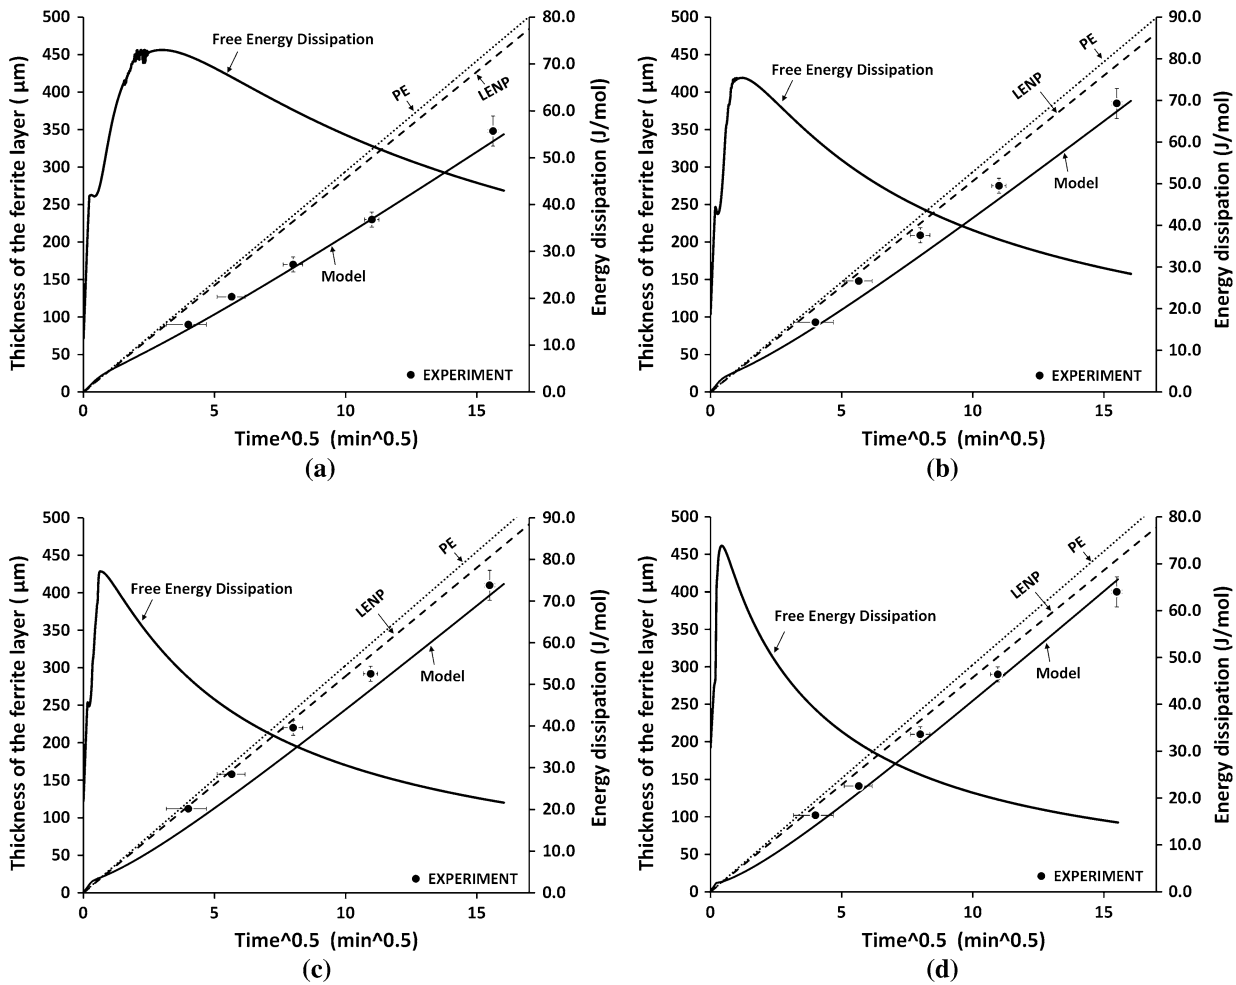 500
450
400
350
300
250
200
150
100
50
0
Thickness of the ferrite layer ( μm)
80.0
70.0
60.0
50.0
40.0
30.0
20.0
10.0
0.0
Energy dissipation (J/mol)
Free Energy Dissipation
PE
LENP
Model
EXPERIMENT
0
5
10
15
Time^0.5 (min^0.5)
(a)
500
450
400
350
300
250
200
150
100
50
0
Thickness of the ferrite layer ( μm)
90.0
80.0
70.0
60.0
50.0
40.0
30.0
20.0
10.0
0.0
Energy dissipation (J/mol)
Free Energy Dissipation
PE
LENP
Model
EXPERIMENT
0
5
10
15
Time^0.5 (min^0.5)
(b)
500
450
400
350
300
250
200
150
100
50
0
Thickness of the ferrite layer ( μm)
90.0
80.0
70.0
60.0
50.0
40.0
30.0
20.0
10.0
0.0
Energy dissipation (J/mol)
PE
Free Energy Dissipation
LENP
Model
EXPERIMENT
0
5
10
15
Time^0.5 (min^0.5)
(c)
500
450
400
350
300
250
200
150
100
50
0
Thickness of the ferrite layer ( μm)
80.0
70.0
60.0
50.0
40.0
30.0
20.0
10.0
0.0
Energy dissipation (J/mol)
PE
LENP
Free Energy Dissipation
Model
EXPERIMENT
0
5
10
15
Time^0.5 (min^0.5)
(d)